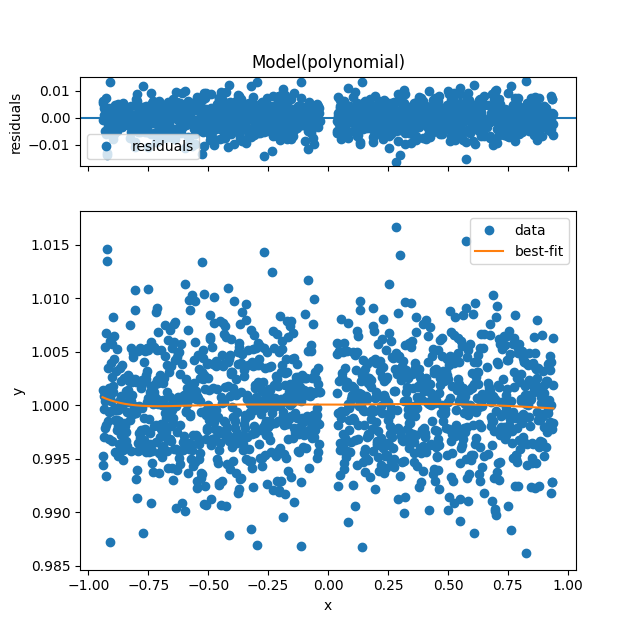 Model(polynomial)
0.01
0.00
−0.01
residuals
residuals
1.015
1.010
1.005
1.000
0.995
0.990
0.985
y
data
best-fit
−1.00 −0.75 −0.50 −0.25 0.00 0.25 0.50 0.75 1.00
x